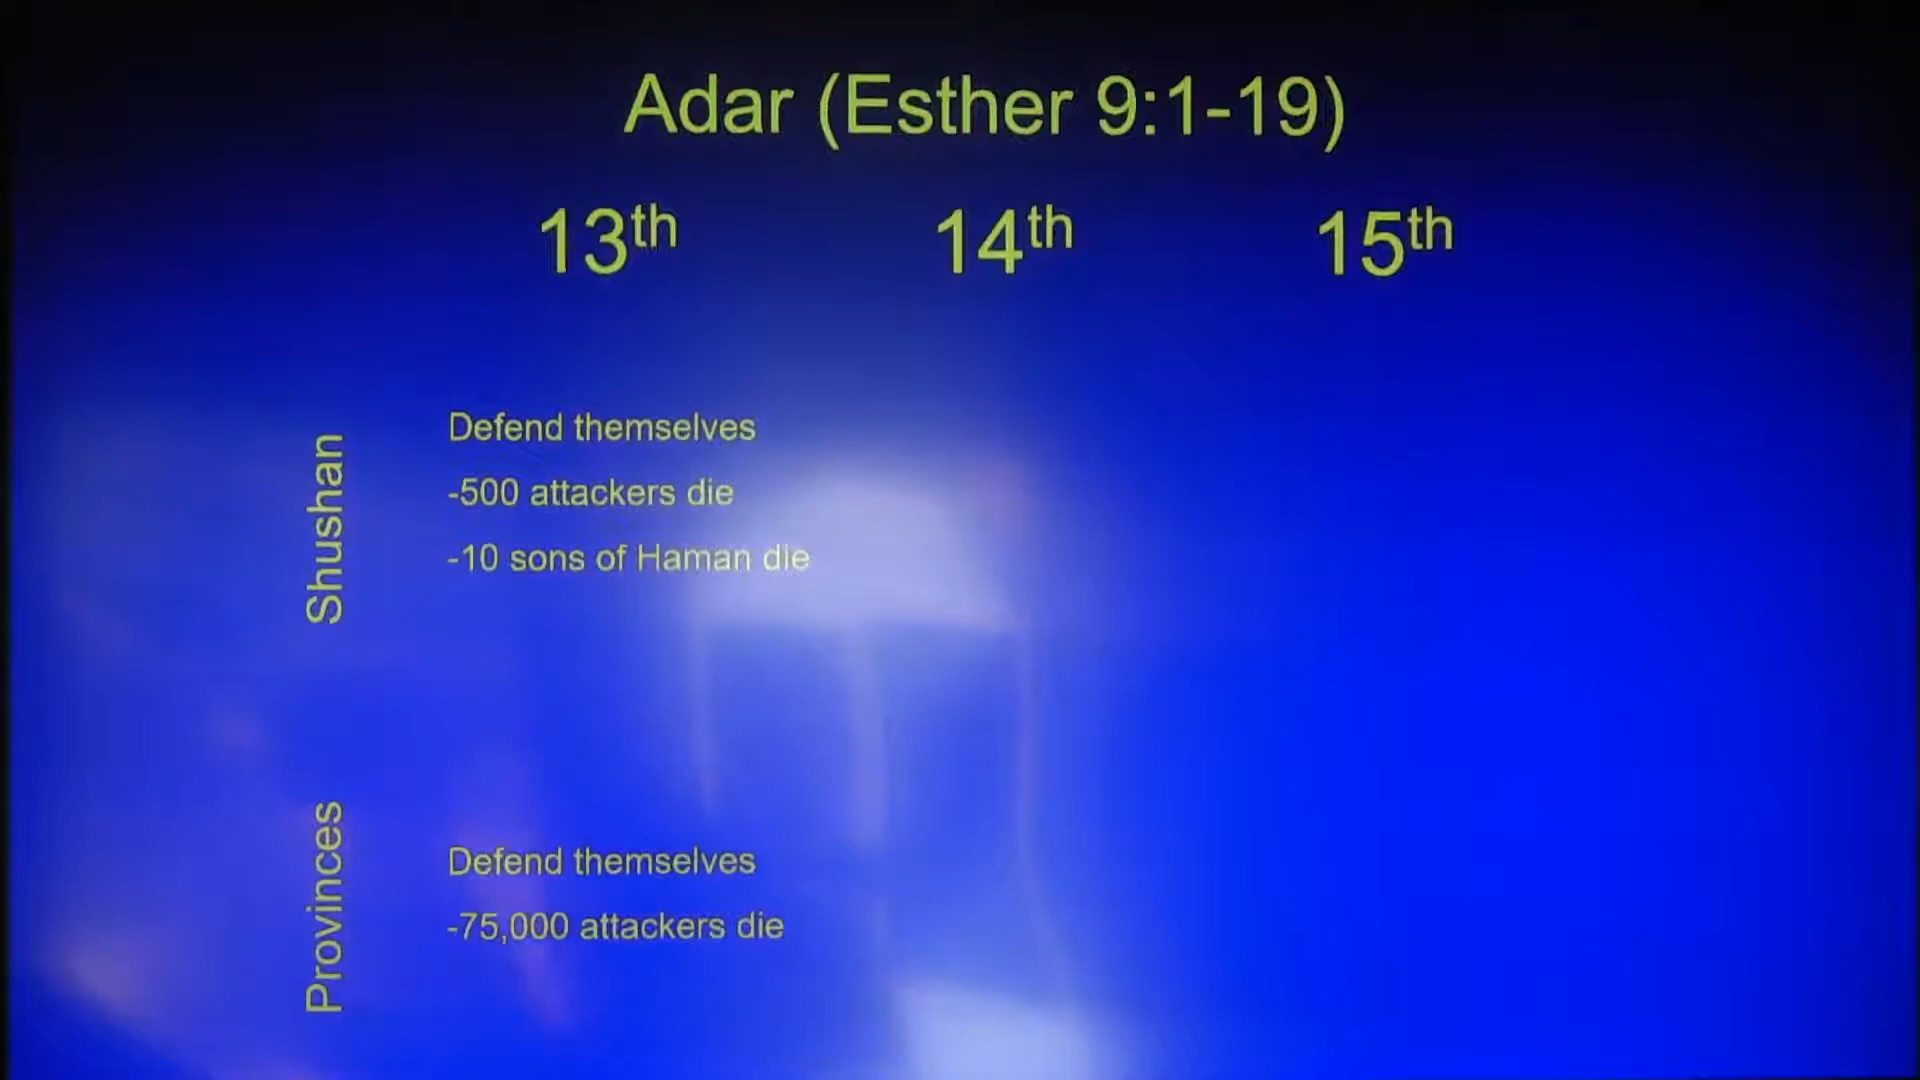 Adar (Esther 9:1-19)
13th 14th 15th
Shushan
Defend themselves
-500 attackers die
-10 sons of Haman die
Provinces
Defend themselves
-75,000 attackers die